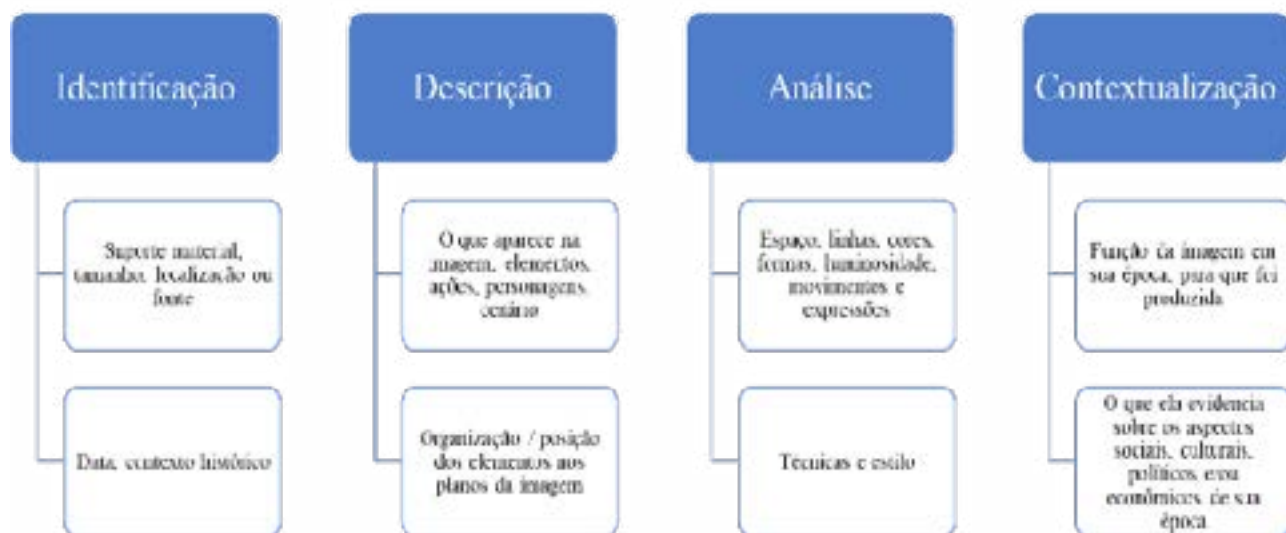 Identificação
Suporte material,
tamanho, localização ou
fonte
Data, contexto histórico
Descrição
O que aparece na
imagem, elementos,
ações, personagens,
cenário
Organização / posição
dos elementos nos
planos da imagem
Análise
Espaço, linhas, cores,
formas, luminosidade,
movimentos e
expressões
Técnicas e estilo
Contextualização
Função da imagem em
sua época, para que foi
produzida
O que ela evidencia
sobre os aspectos
sociais, culturais,
políticos e/ou
econômicos de sua
época